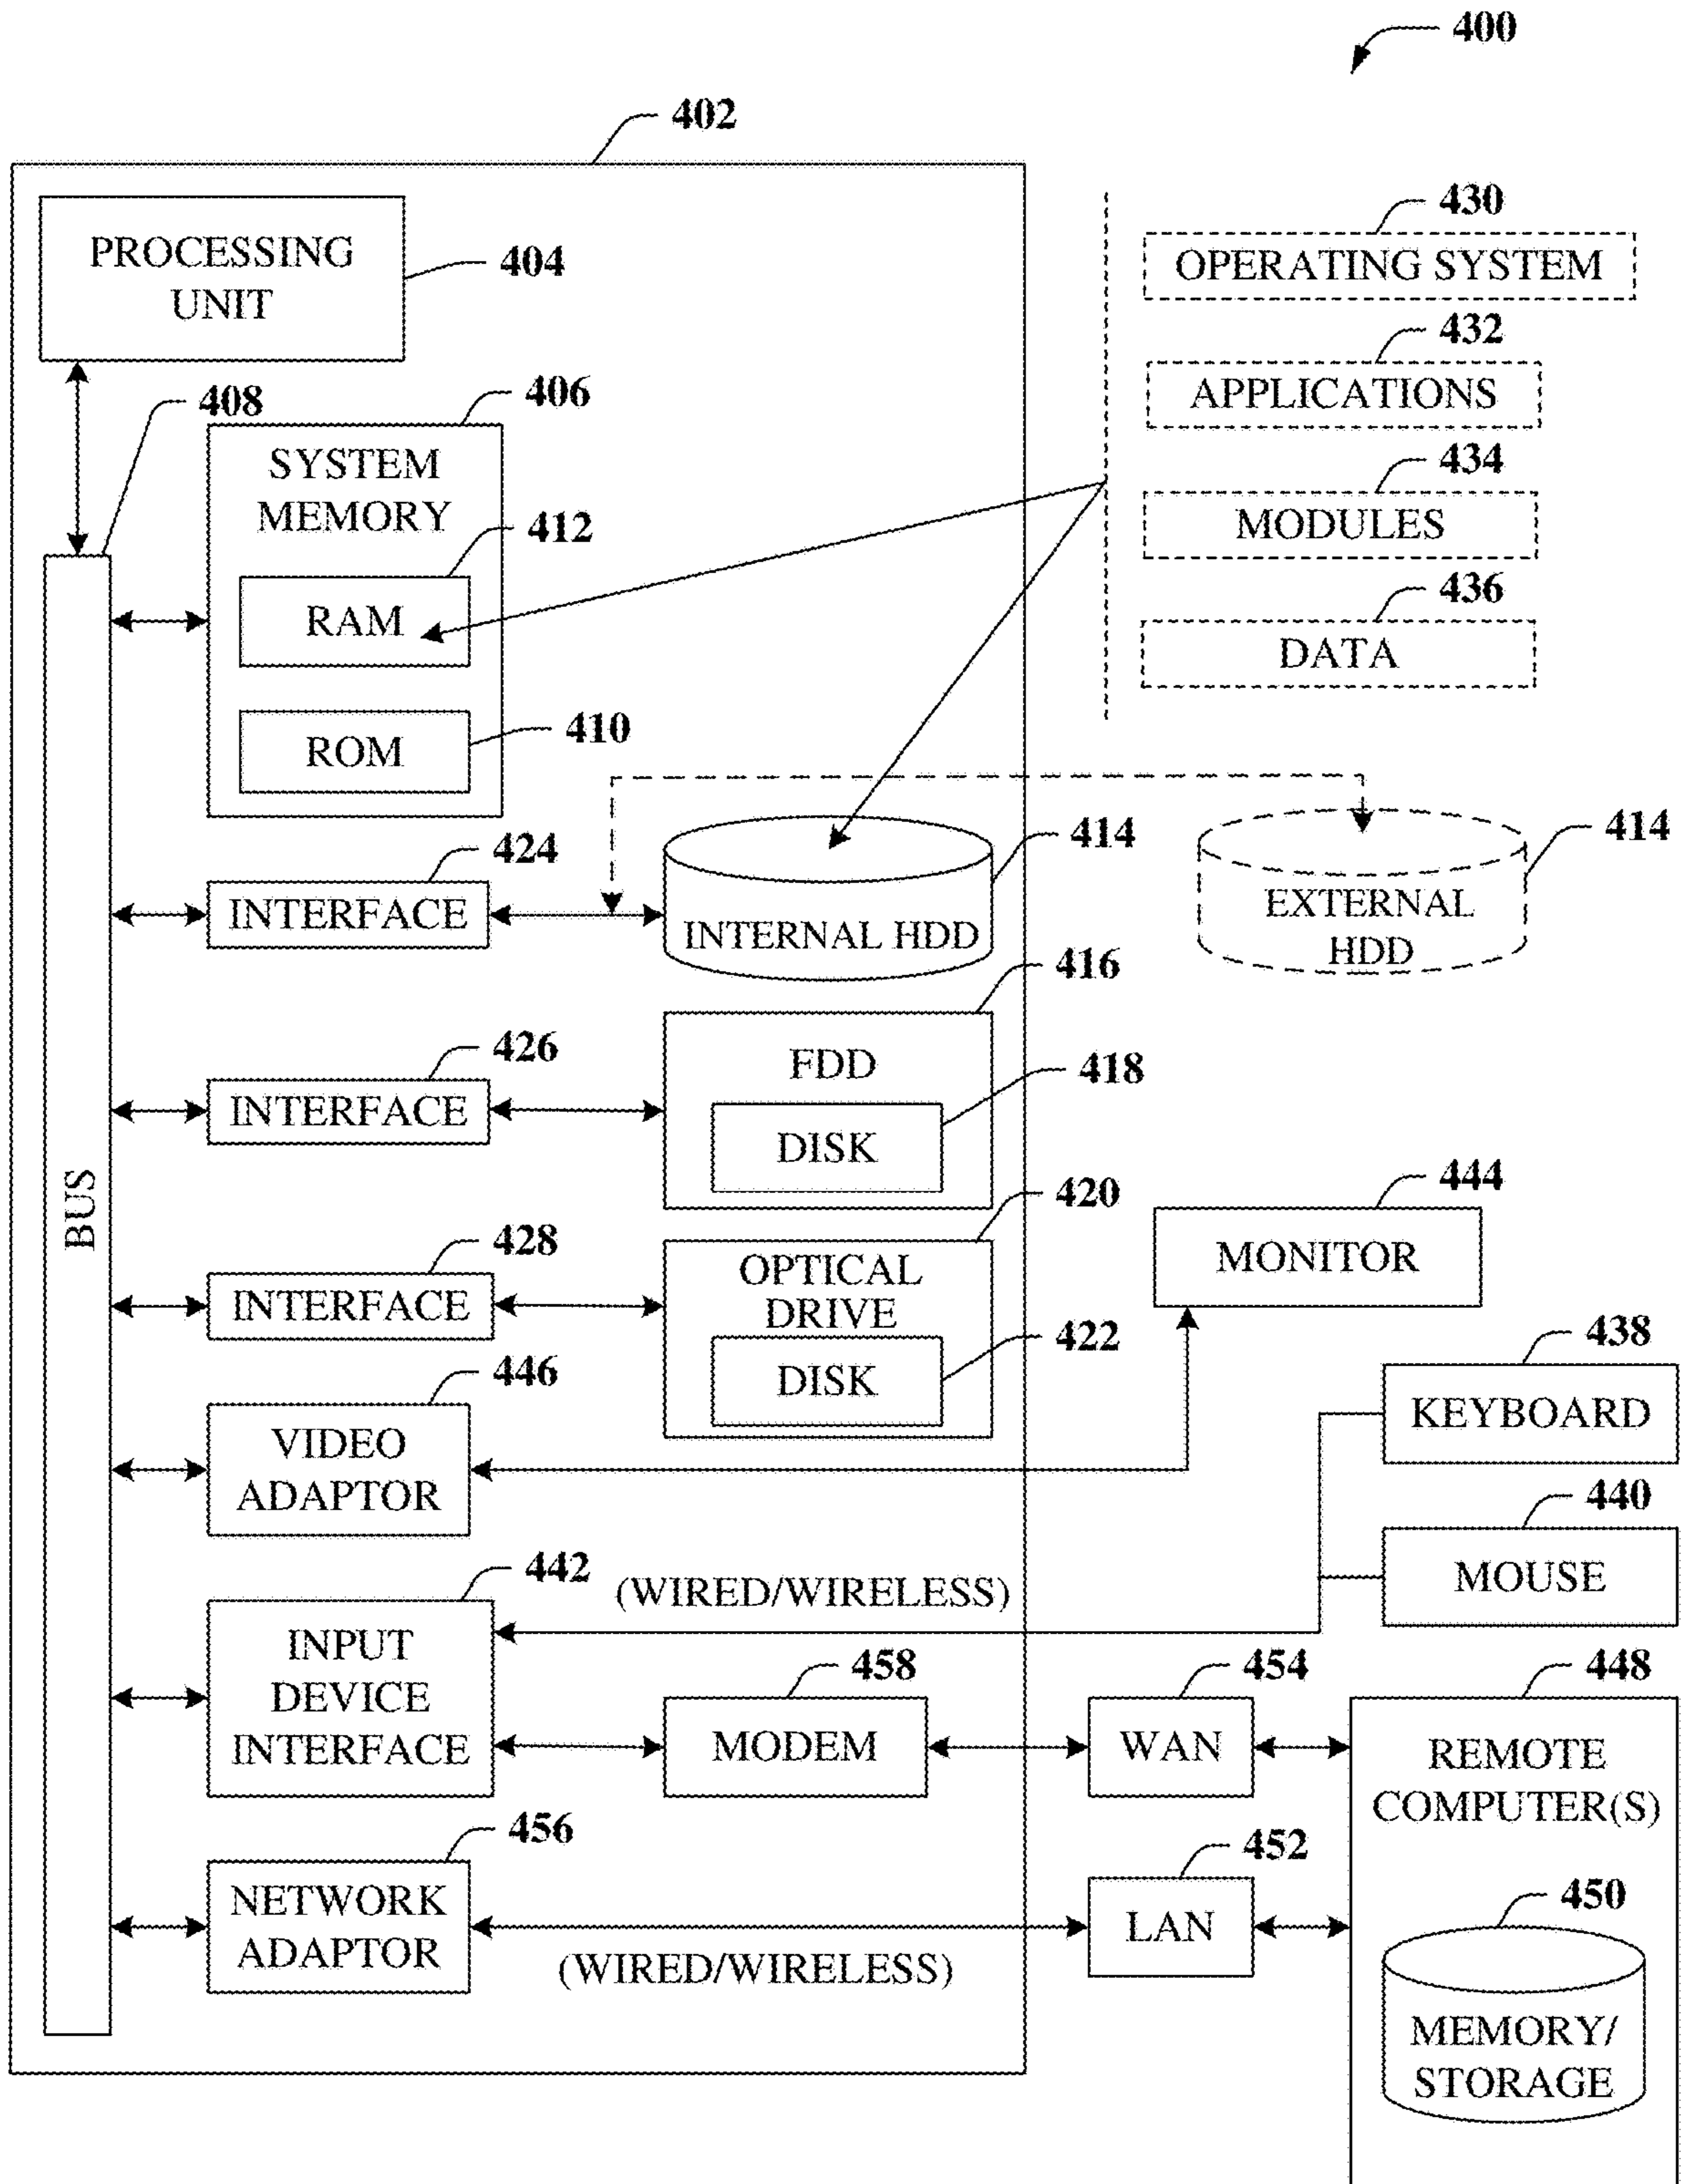 400
402
PROCESSING
UNIT
404
430
OPERATING SYSTEM
432
APPLICATIONS
434
MODULES
436
DATA
408
406
SYSTEM
MEMORY
412
RAM
410
ROM
424
INTERFACE
414
INTERNAL HDD
414
EXTERNAL
HDD
426
INTERFACE
416
FDD
418
DISK
BUS
428
INTERFACE
420
OPTICAL
DRIVE
422
DISK
444
MONITOR
446
VIDEO
ADAPTOR
438
KEYBOARD
440
MOUSE
442
INPUT
DEVICE
INTERFACE
(WIRED/WIRELESS)
458
MODEM
454
WAN
448
REMOTE
COMPUTER(S)
456
NETWORK
ADAPTOR
(WIRED/WIRELESS)
452
LAN
450
MEMORY/
STORAGE